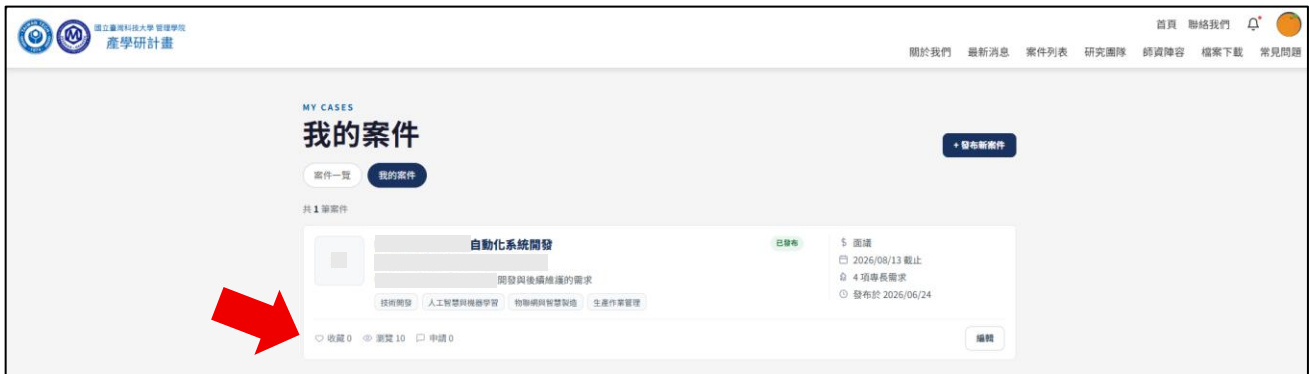 國立臺灣科技大學 管理學院
產學研計畫
首頁 聯絡我們
關於我們 最新消息 案件列表 研究團隊 師資陣容 檔案下載 常見問題
MY CASES
我的案件
+ 發布新案件
案件一覽 我的案件
共 1 筆案件
自動化系統開發
已發布
開發與後續維護的需求
技術開發 人工智慧與機器學習 物聯網與智慧製造 生產作業管理
$ 面議
2026/08/13 截止
4 項專長需求
發布於 2026/06/24
收藏 0 瀏覽 10 申請 0
編輯